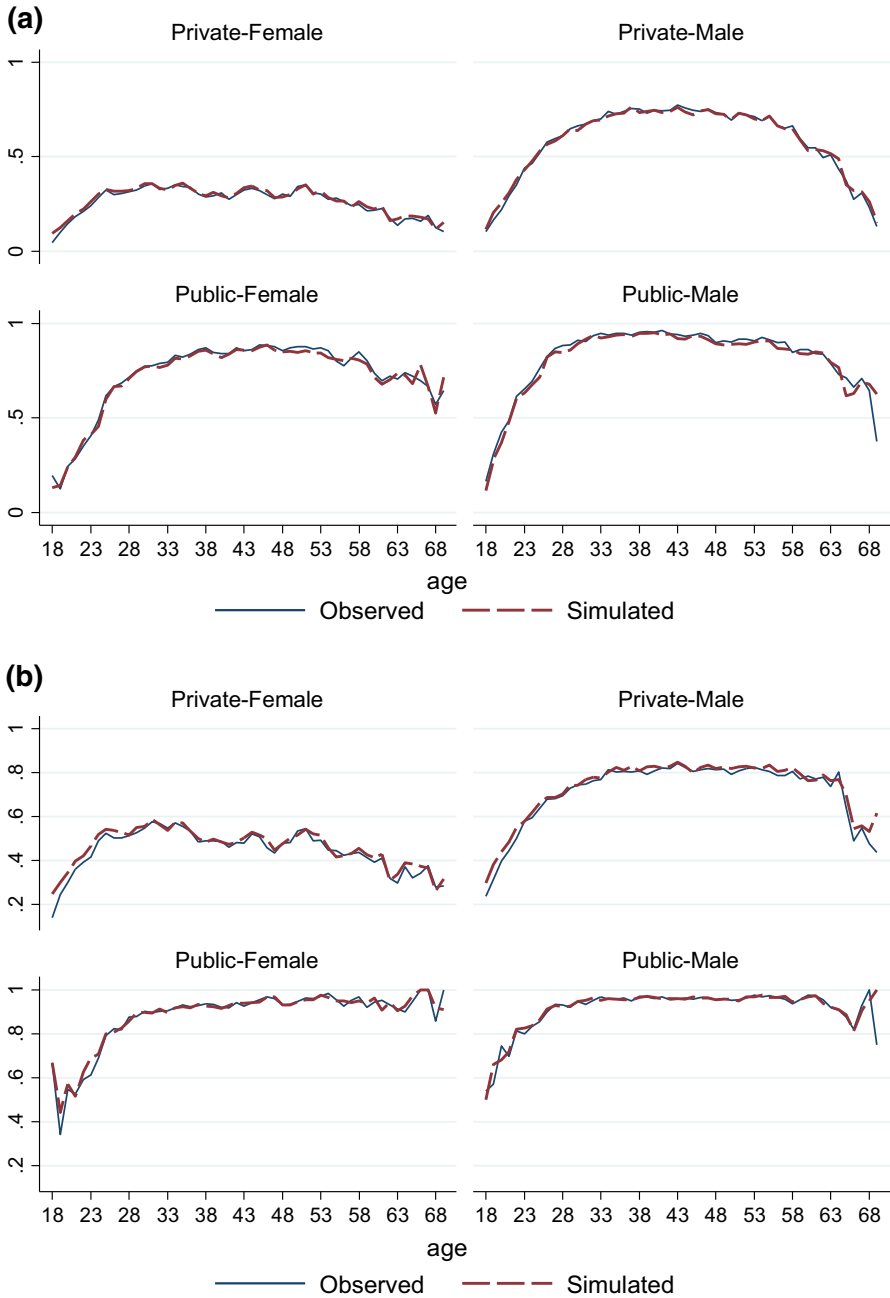 (a)
Private-Female Private-Male
1
.5
0
Public-Female Public-Male
1
.5
0
18 23 28 33 38 43 48 53 58 63 68 18 23 28 33 38 43 48 53 58 63 68
age
Observed Simulated
(b)
Private-Female Private-Male
1
.8
.6
.4
.2
Public-Female Public-Male
1
.8
.6
.4
.2
18 23 28 33 38 43 48 53 58 63 68 18 23 28 33 38 43 48 53 58 63 68
age
Observed Simulated